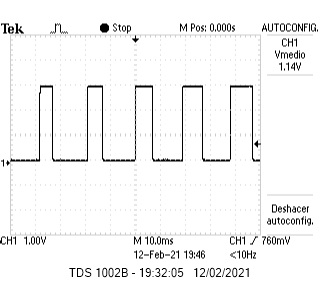 Tek Stop M Pos: 0.000s AUTOCONFIG.
CH1
Vmedio
1.14V
1
Deshacer
autoconfig.
CH1 1.00V M 10.0ms CH1 760mV
12-Feb-21 19:46 <10Hz
TDS 1002B - 19:32:05 12/02/2021